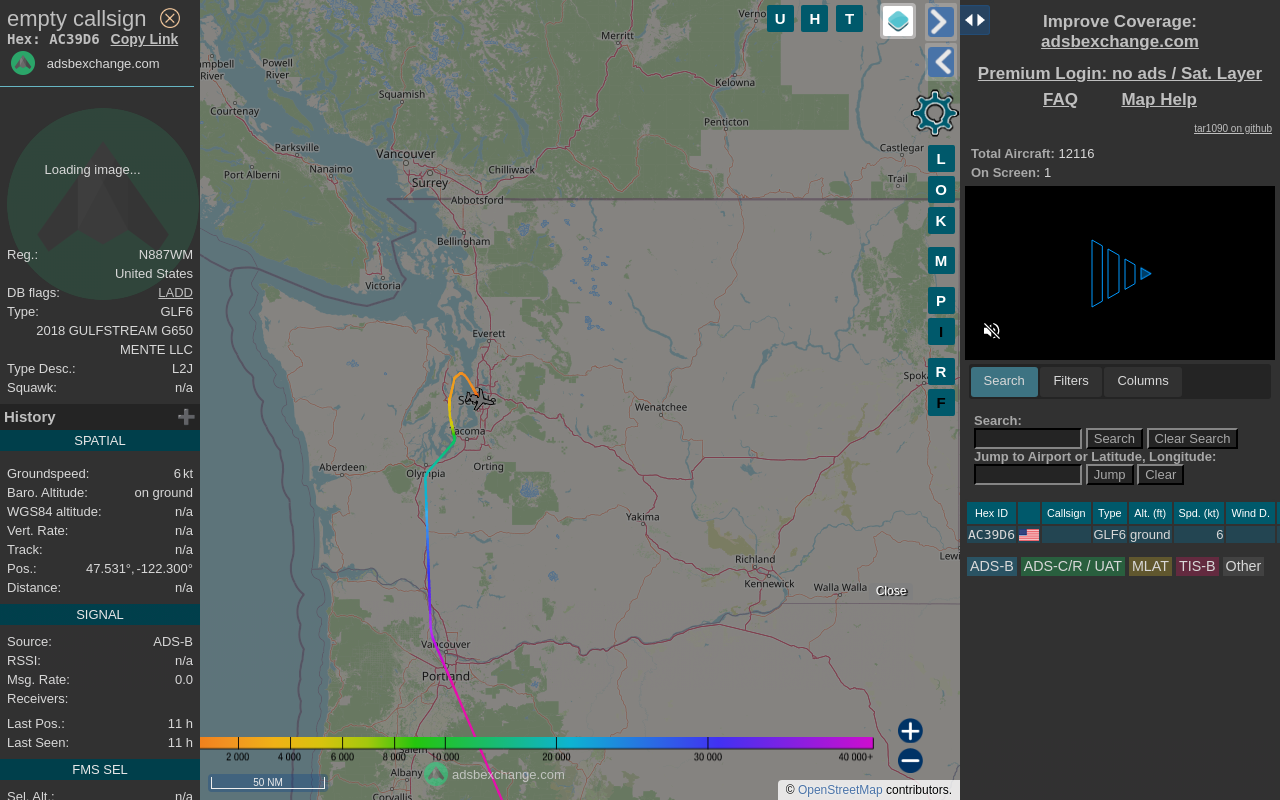 empty callsign
Hex: AC39D6 Copy Link
adsbexchange.com
Loading image...
Reg.: N887WM
United States
DB flags: LADD
Type: GLF6
2018 GULFSTREAM G650
MENTE LLC
Type Desc.: L2J
Squawk: n/a
History
SPATIAL
Groundspeed: 6 kt
Baro. Altitude: on ground
WGS84 altitude: n/a
Vert. Rate: n/a
Track: n/a
Pos.: 47.531°, -122.300°
Distance: n/a
SIGNAL
Source: ADS-B
RSSI: n/a
Msg. Rate: 0.0
Receivers:
Last Pos.: 11 h
Last Seen: 11 h
FMS SEL
Sel. Alt.: n/a
U H T
Merritt
Powell
River
River
Squamish
Kelowna
Courtenay
Penticton
Parksville
Vancouver
Castlegar
Nanaimo
Port Alberni
Surrey
Chilliwack
Trail
Abbotsford
L
O
K
M
P
I
R
F
Bellingham
Victoria
Everett
Wenatchee
Tacoma
Aberdeen
Olympia
Orting
Yakima
Richland
Kennewick
Walla Walla
Close
Vancouver
Portland
2 000 4 000 6 000 8 000 10 000 20 000 30 000 40 000+
Salem
Albany
adsbexchange.com
50 NM
Corvallis
© OpenStreetMap contributors.
Improve Coverage:
adsbexchange.com
Premium Login: no ads / Sat. Layer
FAQ Map Help
tar1090 on github
Total Aircraft: 12116
On Screen: 1
Search Filters Columns
Search:
Search Clear Search
Jump to Airport or Latitude, Longitude:
Jump Clear
Hex ID Callsign Type Alt. (ft) Spd. (kt) Wind D.
AC39D6 GLF6 ground 6
ADS-B ADS-C/R / UAT MLAT TIS-B Other